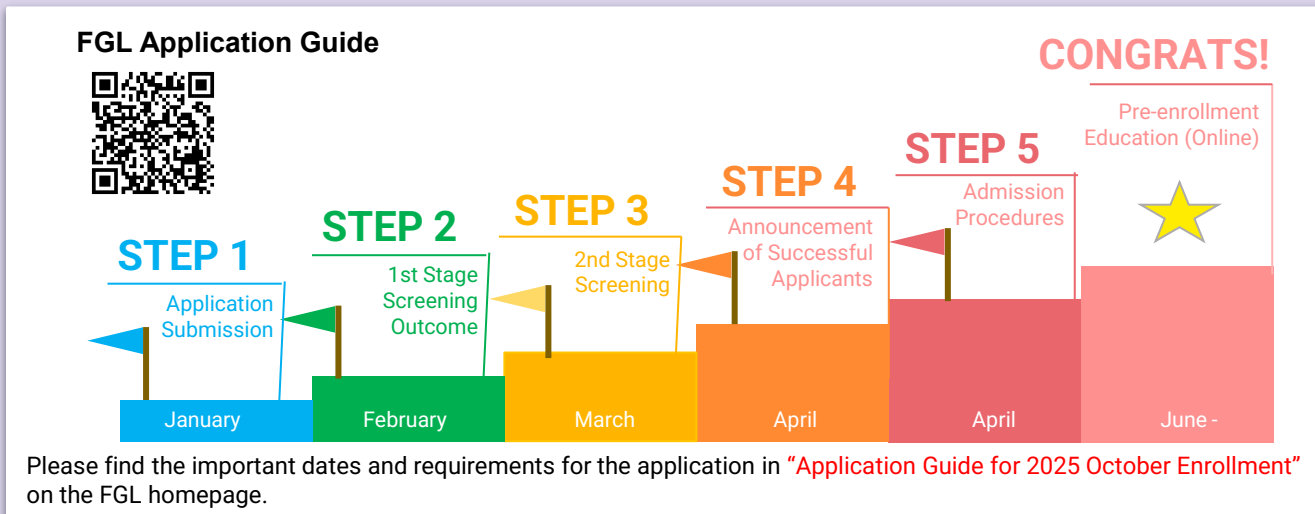 FGL Application Guide
CONGRATS!
Pre-enrollment
Education (Online)
STEP 5
Admission
Procedures
STEP 4
Announcement
of Successful
Applicants
STEP 3
2nd Stage
Screening
STEP 2
1st Stage
Screening
Outcome
STEP 1
Application
Submission
January
February
March
April
April
June -
Please find the important dates and requirements for the application in “Application Guide for 2025 October Enrollment”
on the FGL homepage.